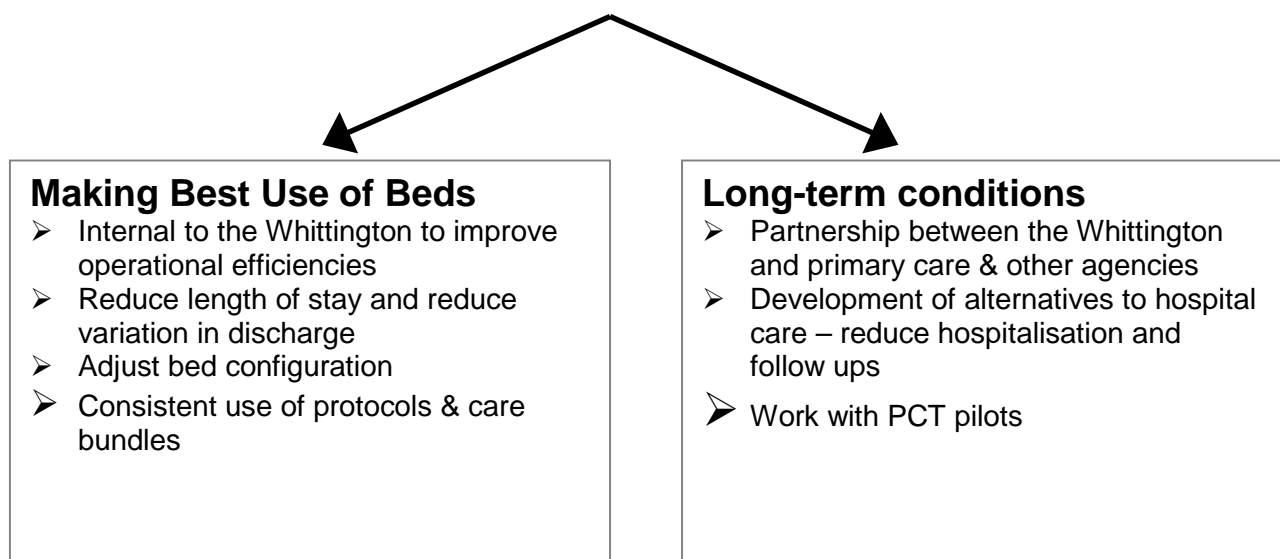 Making Best Use of Beds
➢ Internal to the Whittington to improve
operational efficiencies
➢ Reduce length of stay and reduce
variation in discharge
➢ Adjust bed configuration
➢ Consistent use of protocols & care
bundles
Long-term conditions
➢ Partnership between the Whittington
and primary care & other agencies
➢ Development of alternatives to hospital
care – reduce hospitalisation and
follow ups
➢ Work with PCT pilots